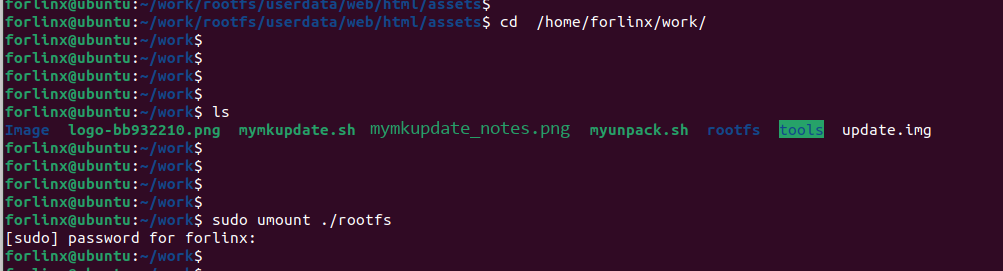 forlinx@ubuntu:~/work/rootfs/userdata/web/html/assets$
forlinx@ubuntu:~/work/rootfs/userdata/web/html/assets$ cd  /home/forlinx/work/
forlinx@ubuntu:~/work$
forlinx@ubuntu:~/work$
forlinx@ubuntu:~/work$
forlinx@ubuntu:~/work$
forlinx@ubuntu:~/work$ ls
Image  logo-bb932210.png  mymkupdate.sh  mymkupdate_notes.png  myunpack.sh  rootfs  tools  update.img
forlinx@ubuntu:~/work$
forlinx@ubuntu:~/work$
forlinx@ubuntu:~/work$
forlinx@ubuntu:~/work$
forlinx@ubuntu:~/work$ sudo umount ./rootfs
[sudo] password for forlinx:
forlinx@ubuntu:~/work$